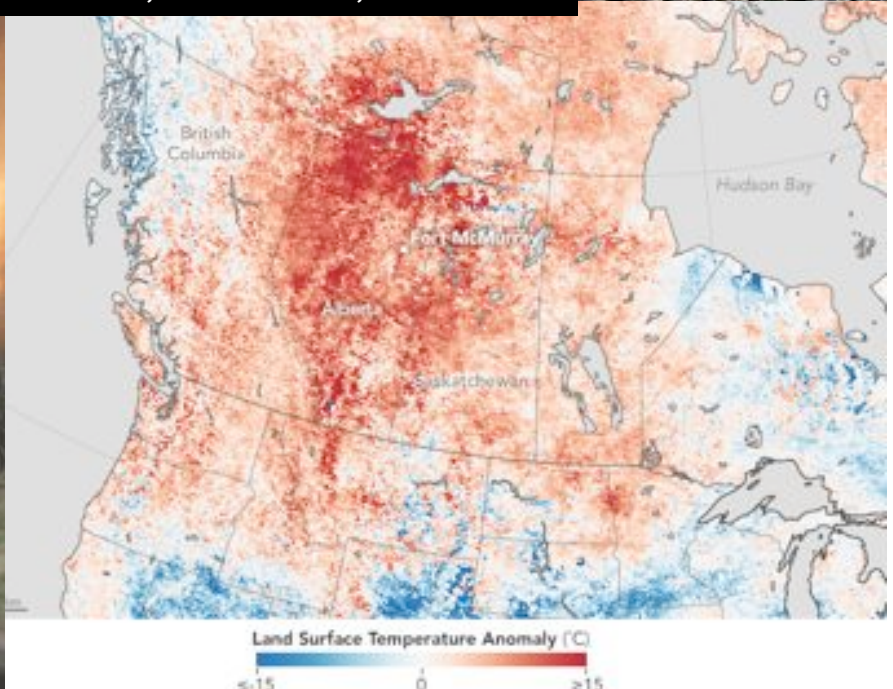 British
Columbia
Hudson Bay
Fort McMurray
Alberta
Saskatchewan
Land Surface Temperature Anomaly (°C)
≤-15 0 ≥15